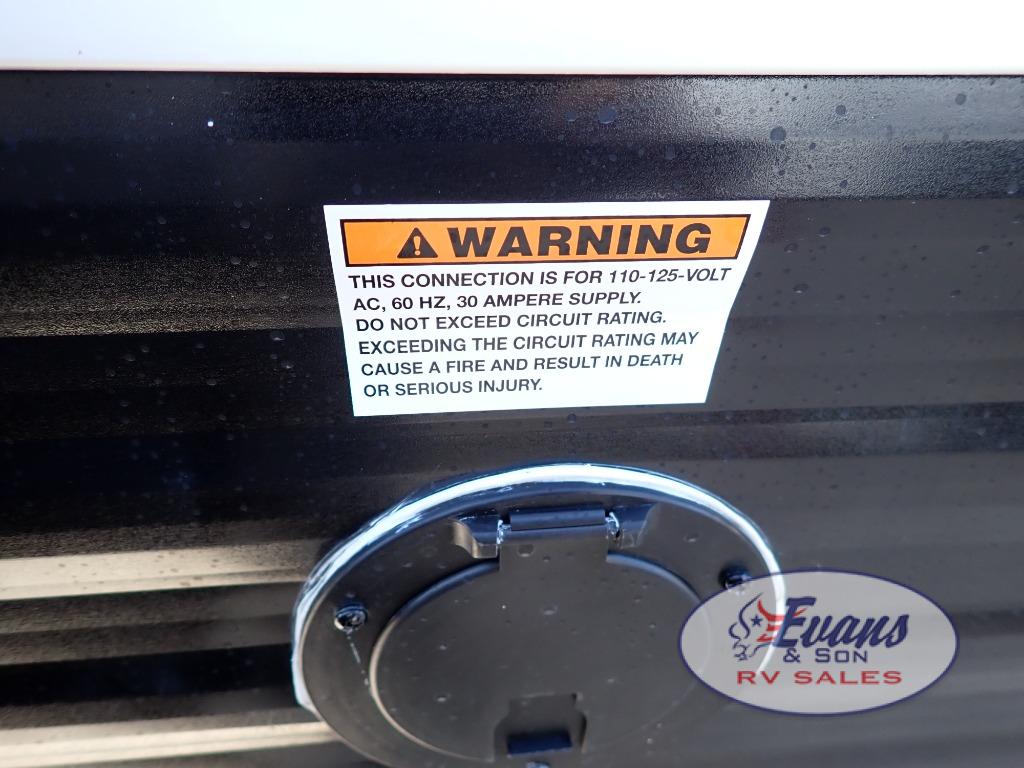 WARNING
THIS CONNECTION IS FOR 110-125-VOLT
AC, 60 HZ, 30 AMPERE SUPPLY.
DO NOT EXCEED CIRCUIT RATING.
EXCEEDING THE CIRCUIT RATING MAY
CAUSE A FIRE AND RESULT IN DEATH
OR SERIOUS INJURY.
Evans
& SON
RV SALES